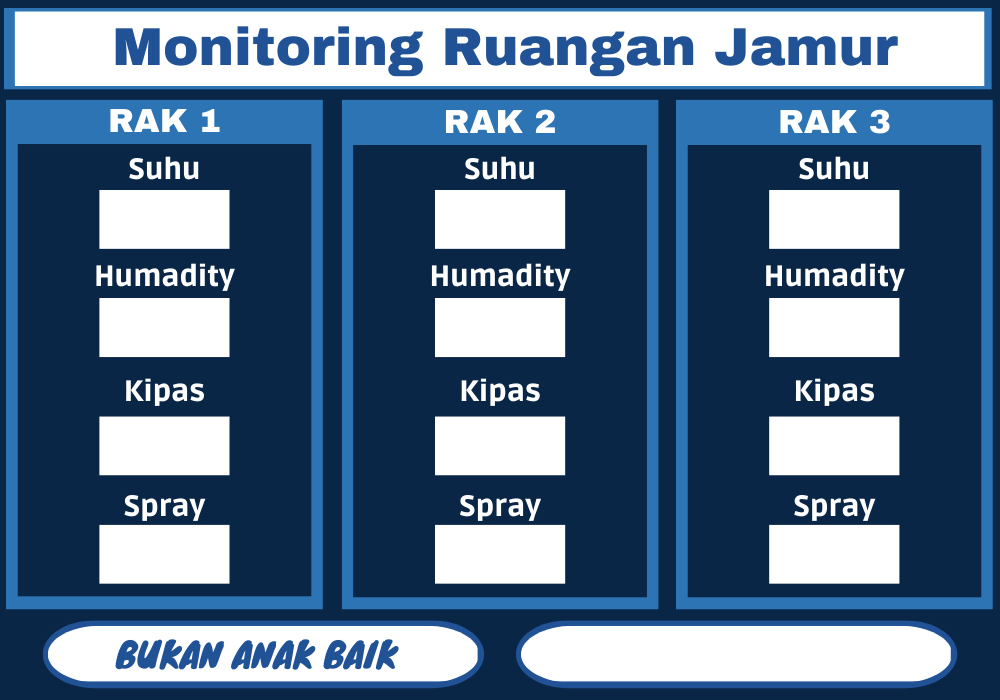 Monitoring Ruangan Jamur
RAK 1
Suhu
Humadity
Kipas
Spray
RAK 2
Suhu
Humadity
Kipas
Spray
RAK 3
Suhu
Humadity
Kipas
Spray
BUKAN ANAK BAIK